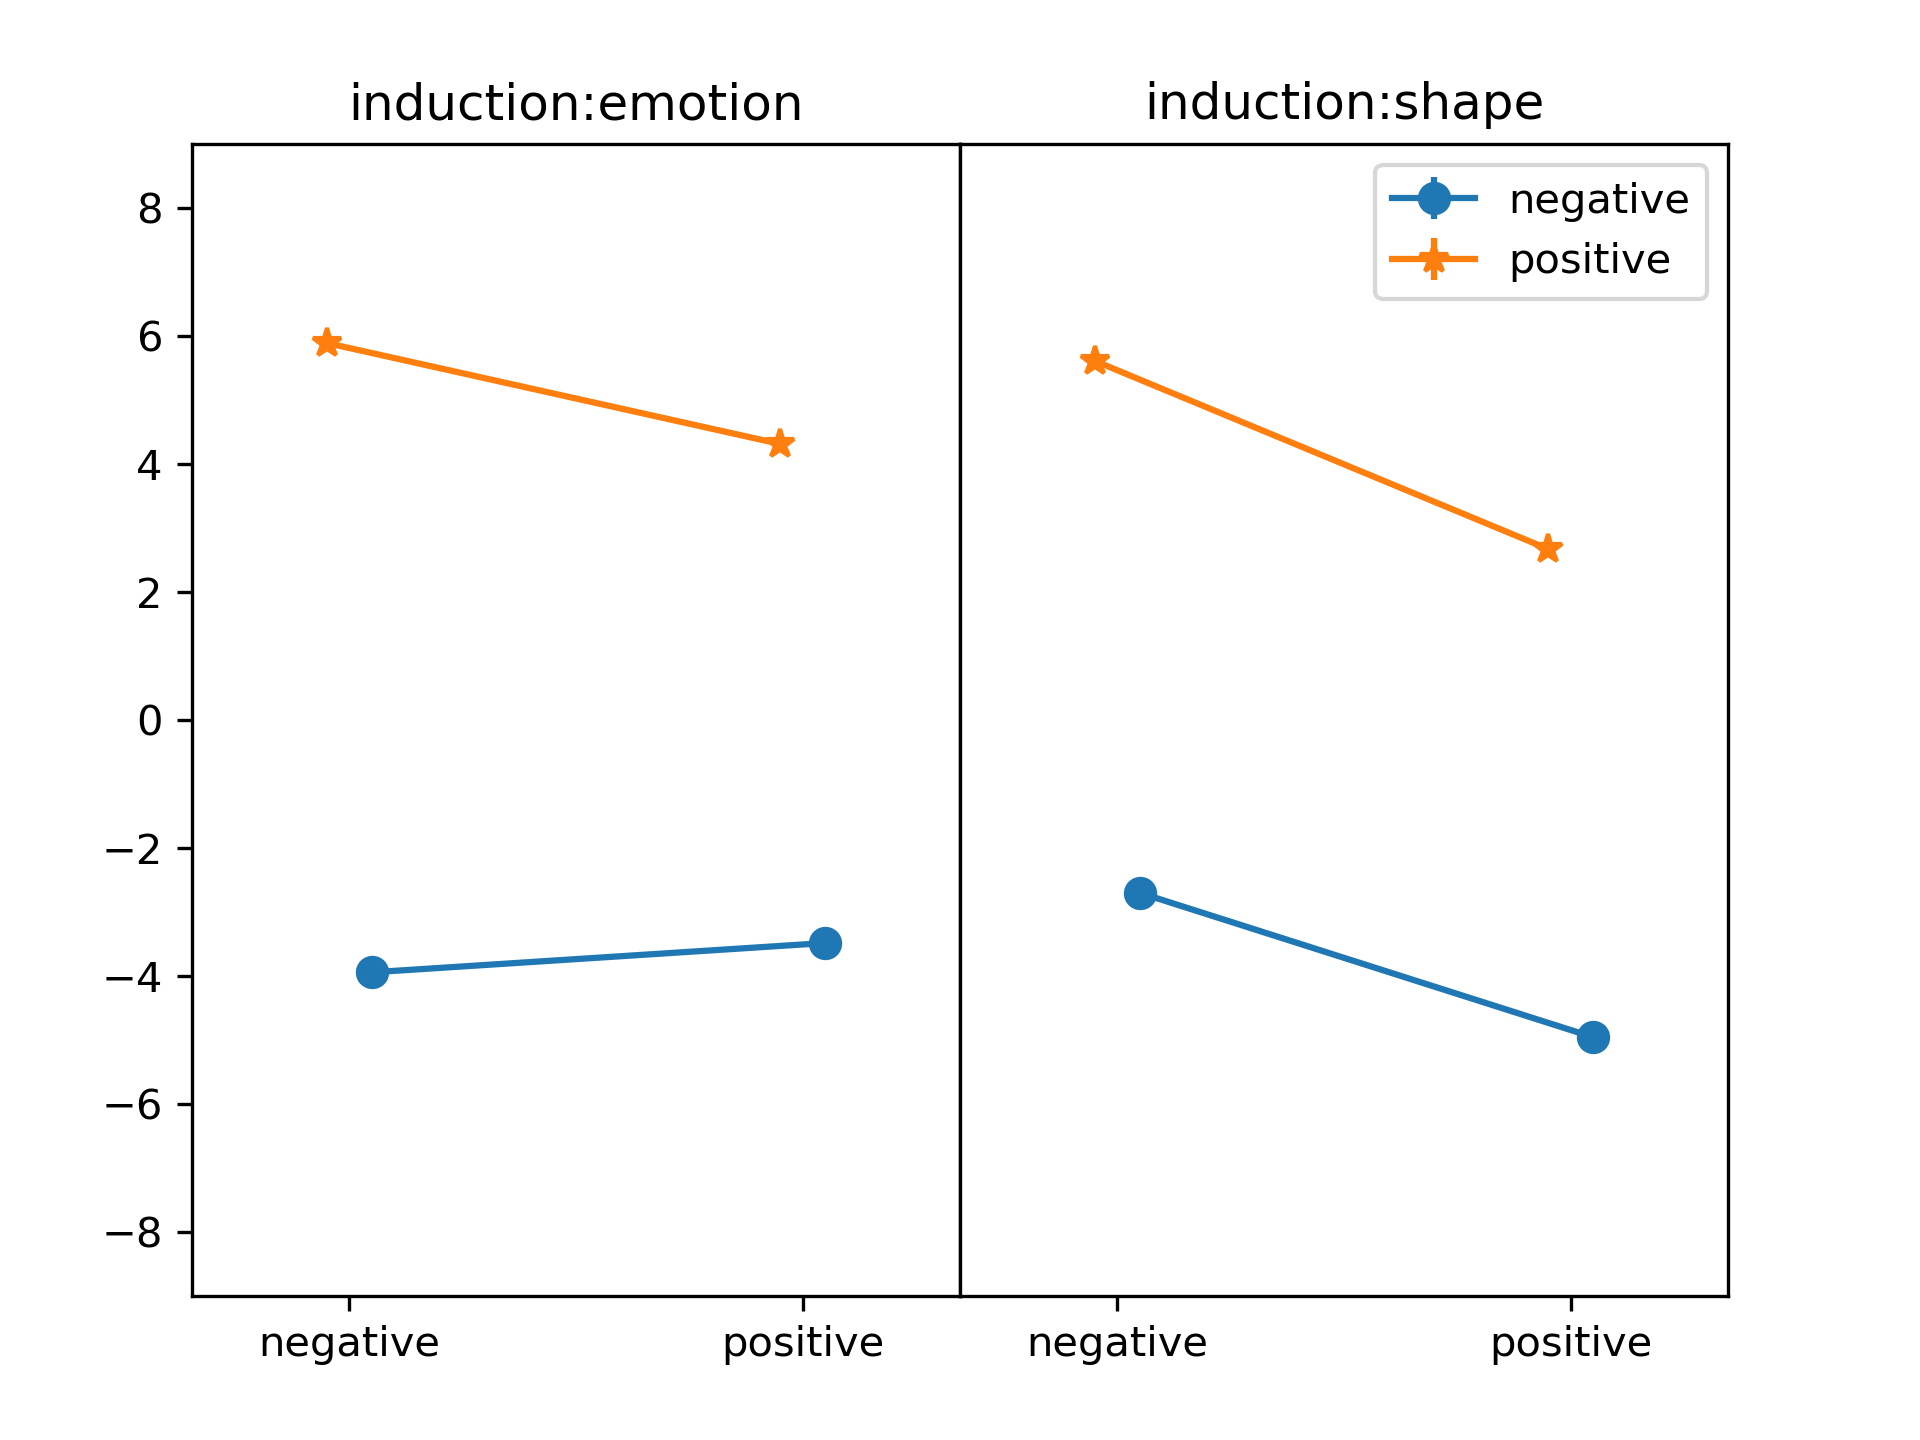 induction:emotion
induction:shape
negative
positive
8
6
4
2
0
−2
−4
−6
−8
negative
positive
negative
positive